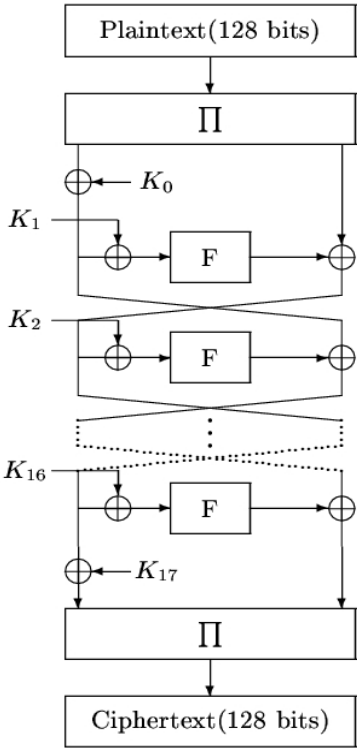 Plaintext(128 bits)
∏
K₀
K₁
F
K₂
F
K₁₆
F
K₁₇
∏
Ciphertext(128 bits)